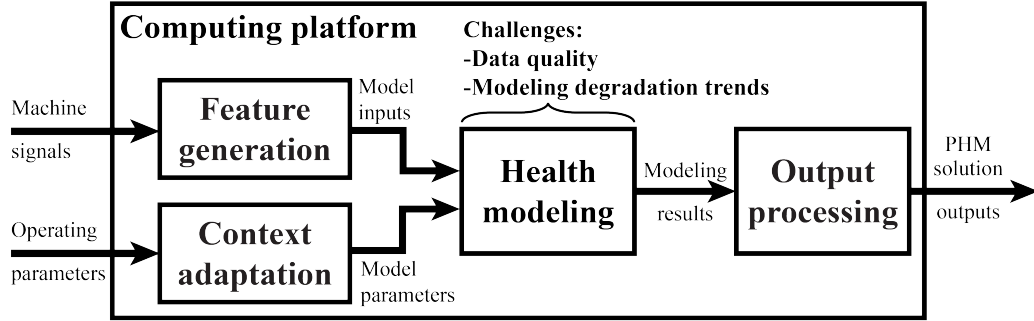 Computing platform
Challenges:
-Data quality
-Modeling degradation trends
Machine
signals
Feature
generation
Model
inputs
Operating
parameters
Context
adaptation
Model
parameters
Health
modeling
Modeling
results
Output
processing
PHM
solution
outputs